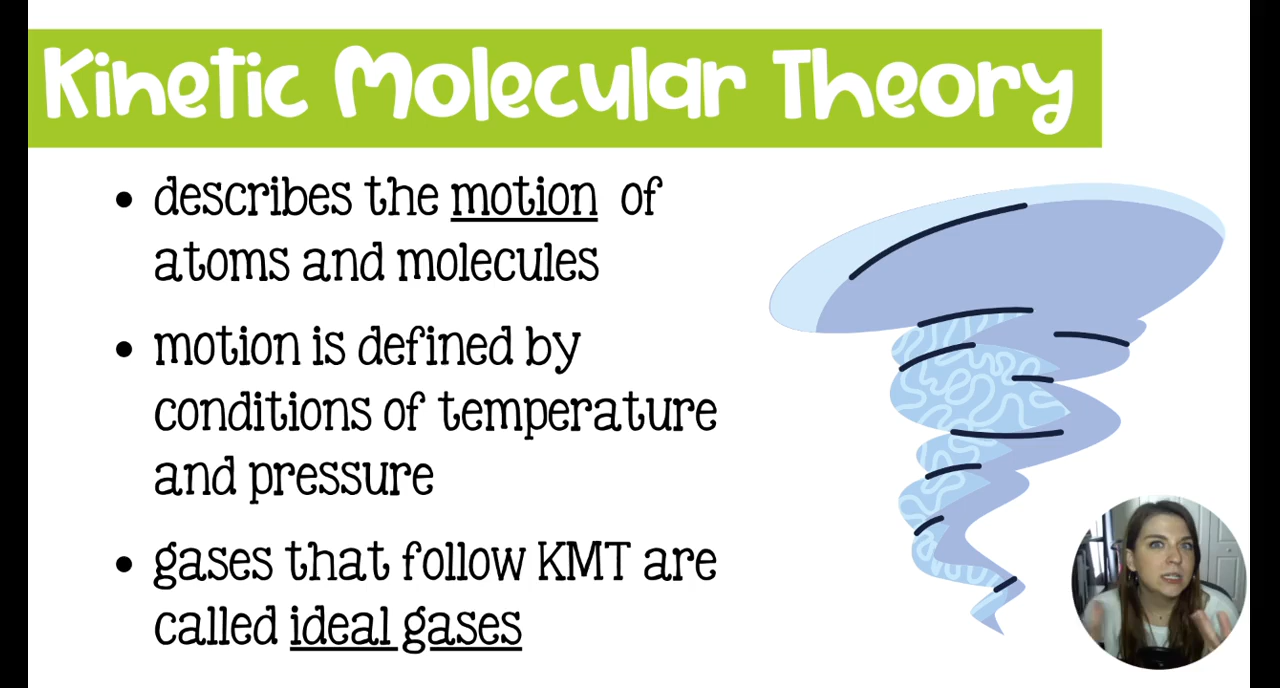 Kinetic Molecular Theory
• describes the motion of
atoms and molecules
• motion is defined by
conditions of temperature
and pressure
• gases that follow KMT are
called ideal gases